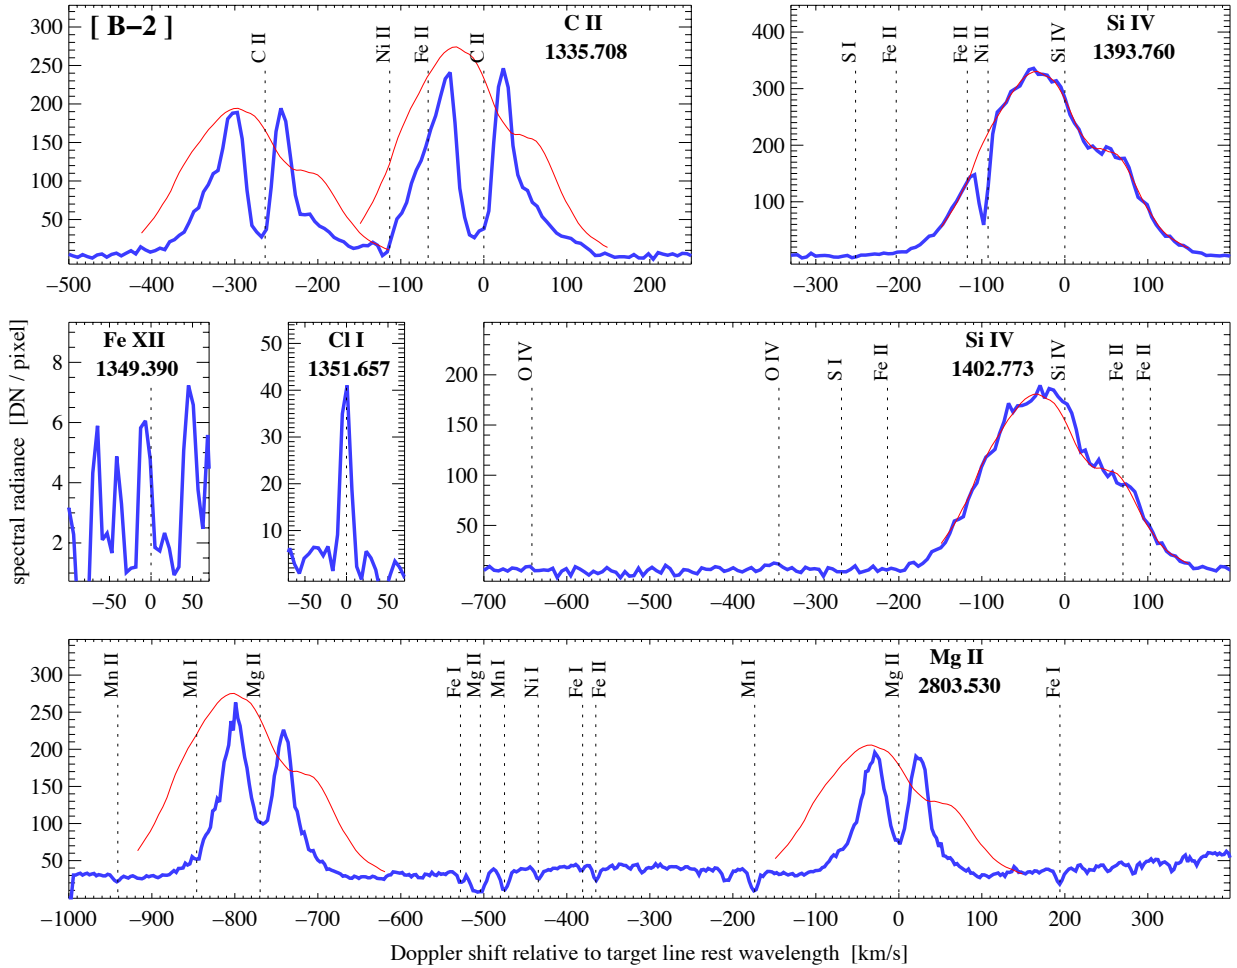 [ B−2 ]
C II
1335.708
C II
Ni II
Fe II
C II
300
250
200
150
100
50
−500 −400 −300 −200 −100 0 100 200
Si IV
1393.760
S I
Fe II
Fe II
Ni II
Si IV
400
300
200
100
−300 −200 −100 0 100
spectral radiance [DN / pixel]
Fe XII
1349.390
8
6
4
2
−50 0 50
Cl I
1351.657
50
40
30
20
10
−50 0 50
Si IV
1402.773
O IV
O IV
S I
Fe II
Si IV
Fe II
Fe II
200
150
100
50
−700 −600 −500 −400 −300 −200 −100 0 100
Mg II
2803.530
Mn II
Mn I
Mg II
Fe I
Mg II
Mn I
Ni I
Fe I
Fe II
Mn I
Mg II
Fe I
300
250
200
150
100
50
−1000 −900 −800 −700 −600 −500 −400 −300 −200 −100 0 100 200 300
Doppler shift relative to target line rest wavelength [km/s]